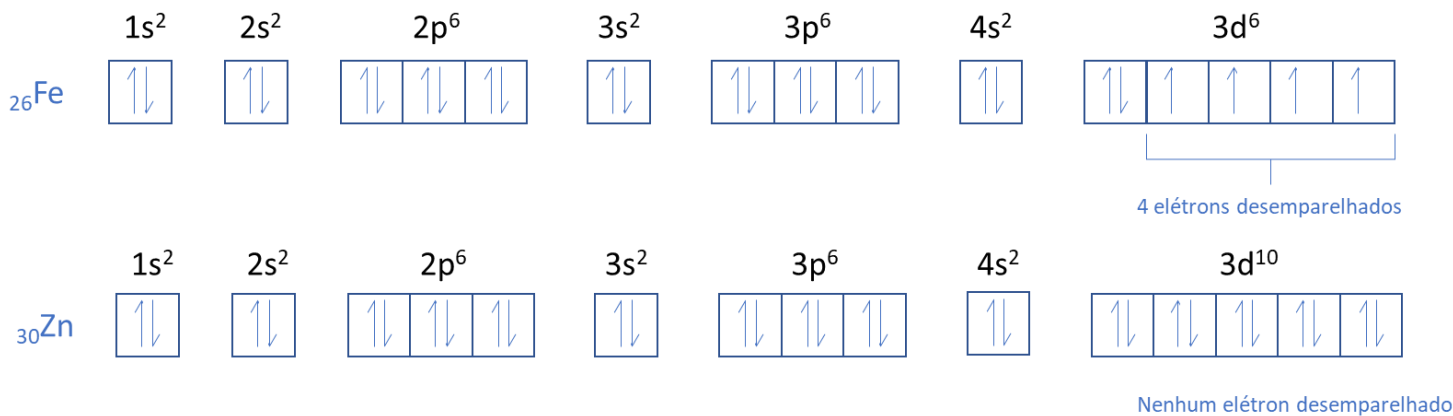 1s² 2s² 2p⁶ 3s² 3p⁶ 4s² 3d⁶
₂₆Fe
4 elétrons desemparelhados
1s² 2s² 2p⁶ 3s² 3p⁶ 4s² 3d¹⁰
₃₀Zn
Nenhum elétron desemparelhado